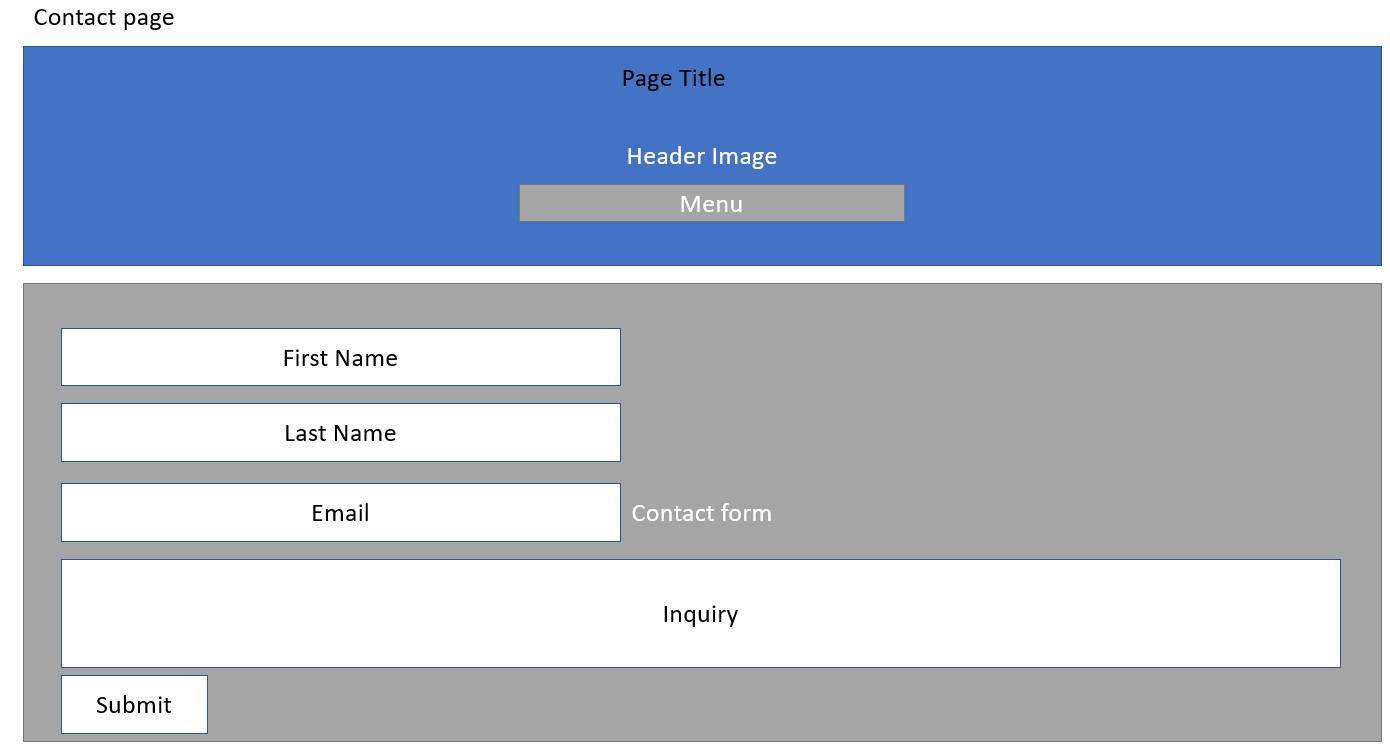 Contact page
Page Title
Header Image
Menu
First Name
Last Name
Email
Contact form
Inquiry
Submit